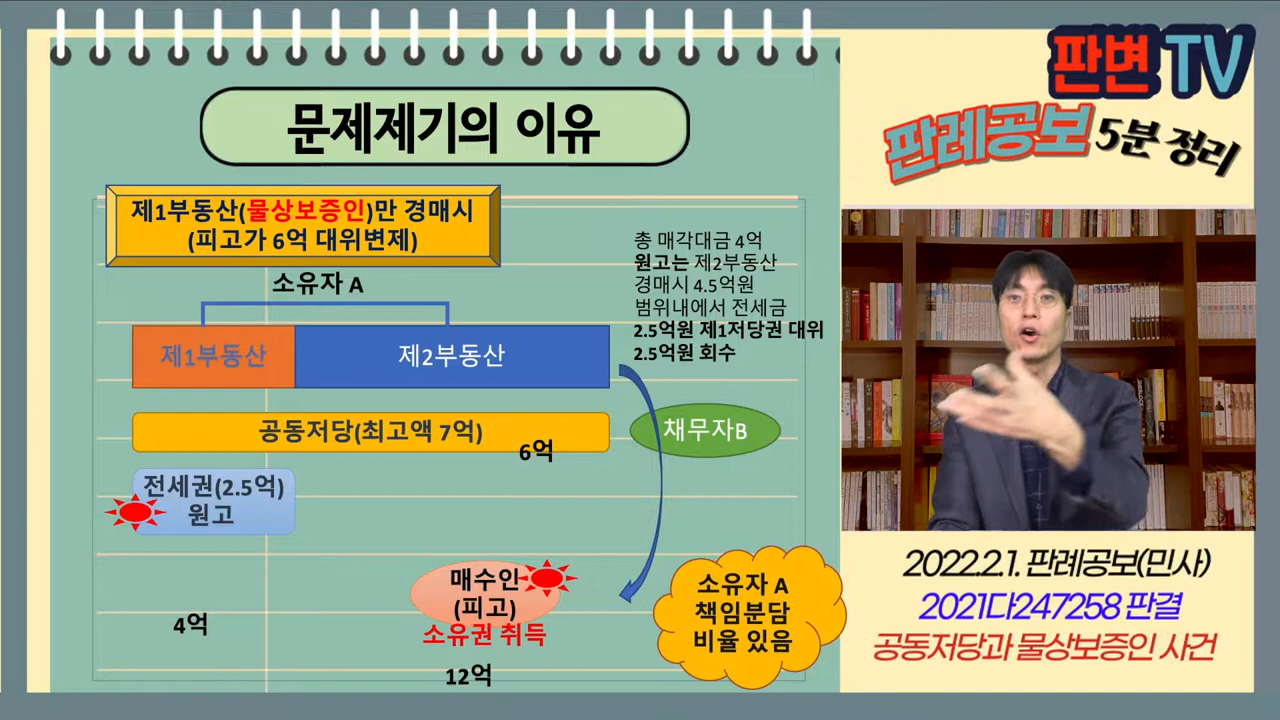 문제제기의 이유
제1부동산(물상보증인)만 경매시
(피고가 6억 대위변제)
소유자 A
제1부동산
제2부동산
총 매각대금 4억
원고는 제2부동산
경매시 4.5억원
범위내에서 전세금
2.5억원 제1저당권 대위
2.5억원 회수
공동저당(최고액 7억)
6억
채무자B
전세권(2.5억)
원고
매수인
(피고)
소유권 취득
4억
12억
소유자 A
책임분담
비율 있음
판변 TV
판례공보 5분 정리
2022.2.1. 판례공보(민사)
2021다247258 판결
공동저당과 물상보증인 사건